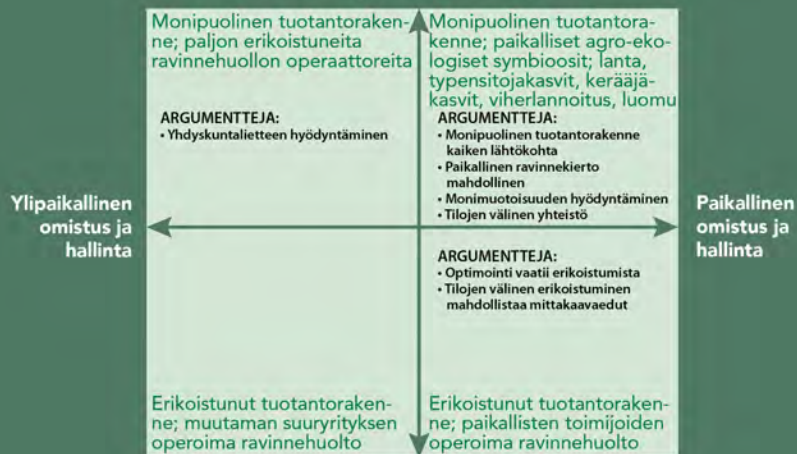 Monipuolinen tuotantoraken-
ne; paljon erikoistuneita
ravinnehuollon operaattoreita
ARGUMENTTEJA:
• Yhdyskuntalietteen hyödyntäminen
Monipuolinen tuotantora-
kenne; paikalliset agro-eko-
logiset symbioosit; lanta,
typensitojakasvit, kerääjä-
kasvit, viherlannoitus, luomu
ARGUMENTTEJA:
• Monipuolinen tuotantorakenne
kaiken lähtökohta
• Paikallinen ravinnekierto
mahdollinen
• Monimuotoisuuden hyödyntäminen
• Tilojen välinen yhteistö
Ylipaikallinen
omistus ja
hallinta
Paikallinen
omistus ja
hallinta
ARGUMENTTEJA:
• Optimointi vaatii erikoistumista
• Tilojen välinen erikoistuminen
mahdollistaa mittakaavaedut
Erikoistunut tuotantoraken-
ne; muutaman suuryrityksen
operoima ravinnehuolto
Erikoistunut tuotantoraken-
ne; paikallisten toimijoiden
operoima ravinnehuolto